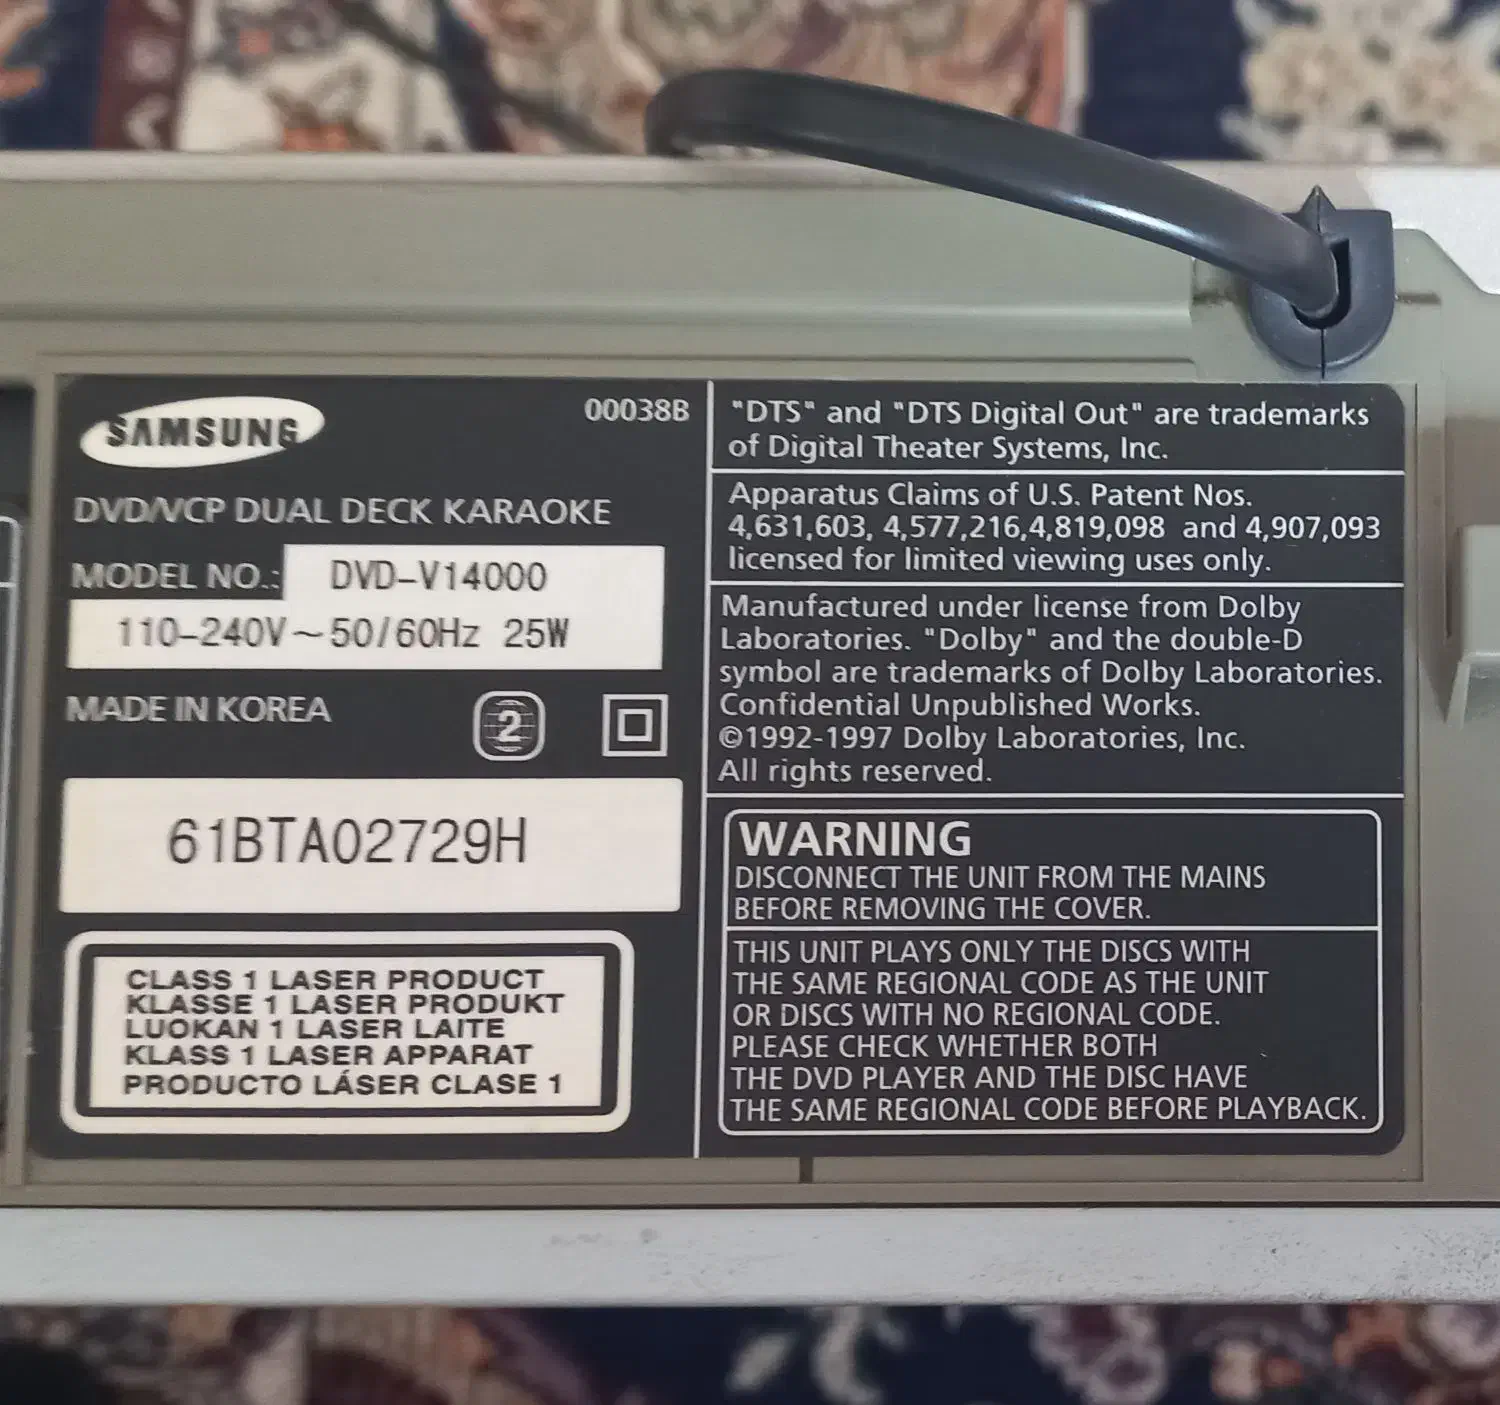 SAMSUNG
00038B
DVD/VCP DUAL DECK KARAOKE
MODEL NO.: DVD-V14000
110-240V~50/60Hz 25W
MADE IN KOREA
2
61BTA02729H
CLASS 1 LASER PRODUCT
KLASSE 1 LASER PRODUKT
LUOKAN 1 LASER LAITE
KLASS 1 LASER APPARAT
PRODUCTO LÁSER CLASE 1
"DTS" and "DTS Digital Out" are trademarks
of Digital Theater Systems, Inc.
Apparatus Claims of U.S. Patent Nos.
4,631,603, 4,577,216,4,819,098 and 4,907,093
licensed for limited viewing uses only.
Manufactured under license from Dolby
Laboratories. "Dolby" and the double-D
symbol are trademarks of Dolby Laboratories.
Confidential Unpublished Works.
©1992-1997 Dolby Laboratories, Inc.
All rights reserved.
WARNING
DISCONNECT THE UNIT FROM THE MAINS
BEFORE REMOVING THE COVER.
THIS UNIT PLAYS ONLY THE DISCS WITH
THE SAME REGIONAL CODE AS THE UNIT
OR DISCS WITH NO REGIONAL CODE.
PLEASE CHECK WHETHER BOTH
THE DVD PLAYER AND THE DISC HAVE
THE SAME REGIONAL CODE BEFORE PLAYBACK.